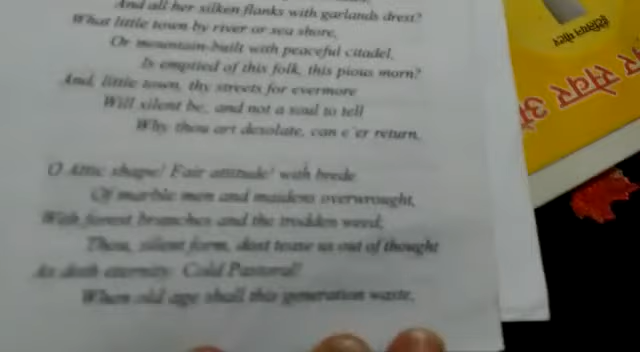 And all her silken flanks with garlands drest?
What little town by river or sea shore,
Or mountain-built with peaceful citadel,
Is emptied of this folk, this pious morn?
And, little town, thy streets for evermore
Will silent be, and not a soul to tell
Why thou art desolate, can e'er return.
O Attic shape! Fair attitude! with brede
Of marble men and maidens overwrought,
With forest branches and the trodden weed;
Thou, silent form, dost tease us out of thought
As doth eternity: Cold Pastoral!
When old age shall this generation waste,